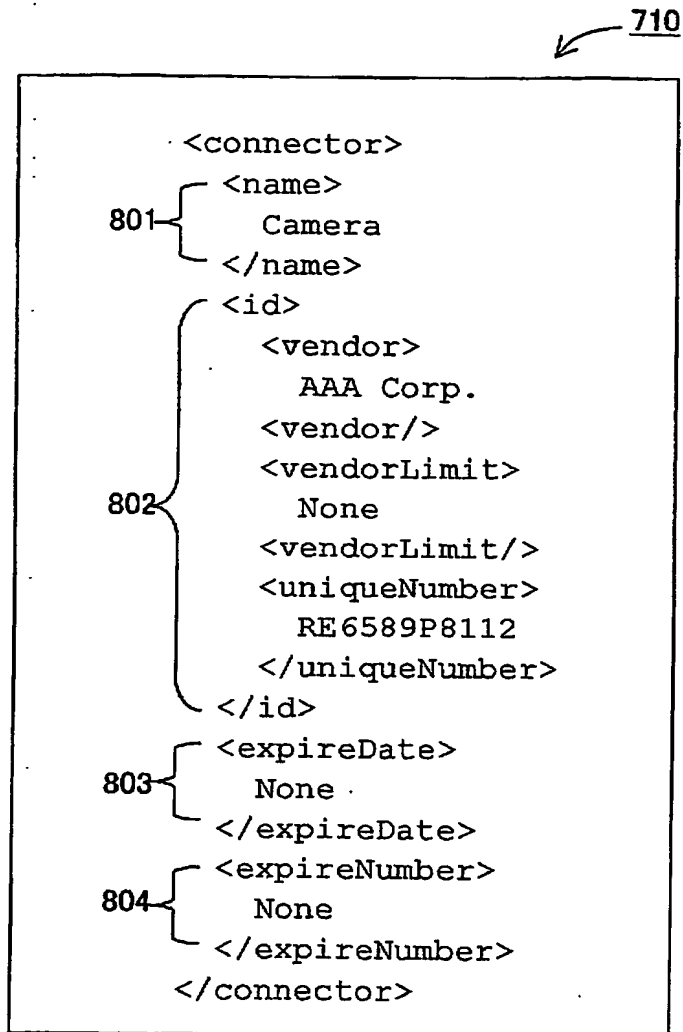 710
<connector>
<name>
801 Camera
</name>
<id>
<vendor>
AAA Corp.
<vendor/>
<vendorLimit>
802 None
<vendorLimit/>
<uniqueNumber>
RE6589P8112
</uniqueNumber>
</id>
<expireDate>
803 None
</expireDate>
<expireNumber>
804 None
</expireNumber>
</connector>